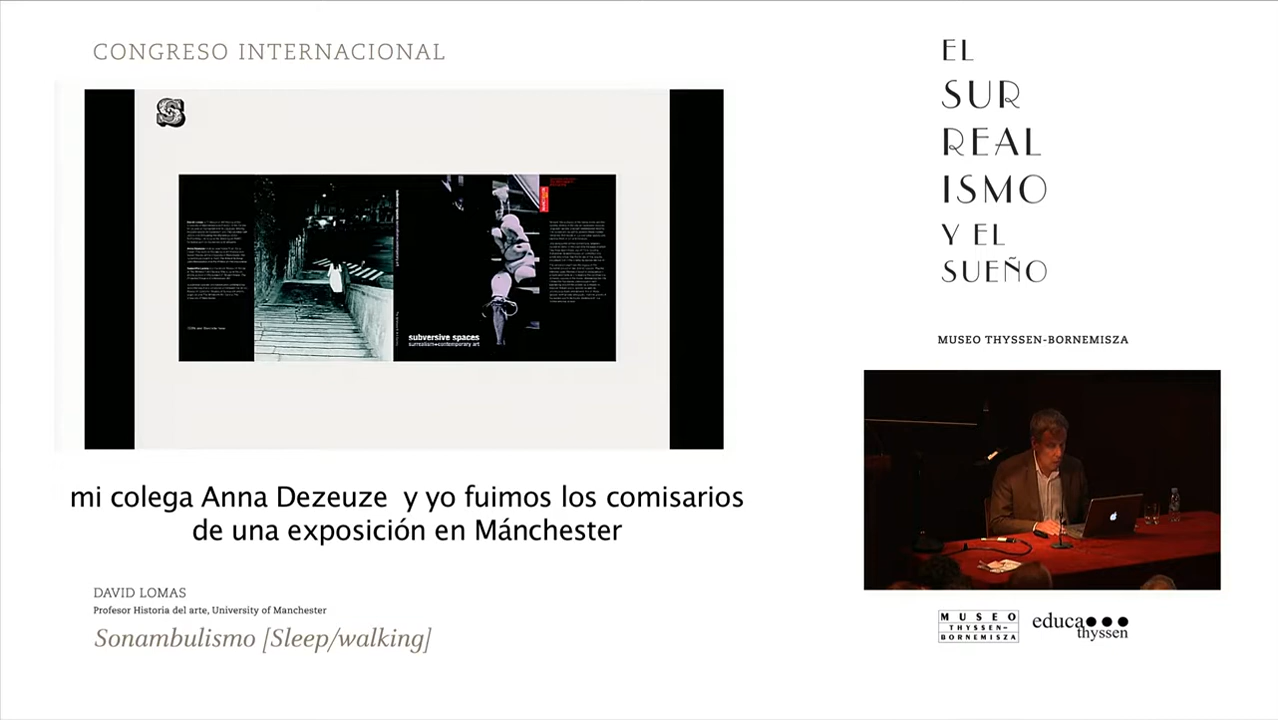 CONGRESO INTERNACIONAL
S
subversive spaces
surrealism+contemporary art
mi colega Anna Dezeuze y yo fuimos los comisarios
de una exposición en Mánchester
DAVID LOMAS
Profesor Historia del arte, University of Manchester
Sonambulismo [Sleep/walking]
EL
SUR
REAL
ISMO
Y EL
SUEÑO
MUSEO THYSSEN-BORNEMISZA
MUSEO
THYSSEN-
BORNEMISZA
educa
thyssen